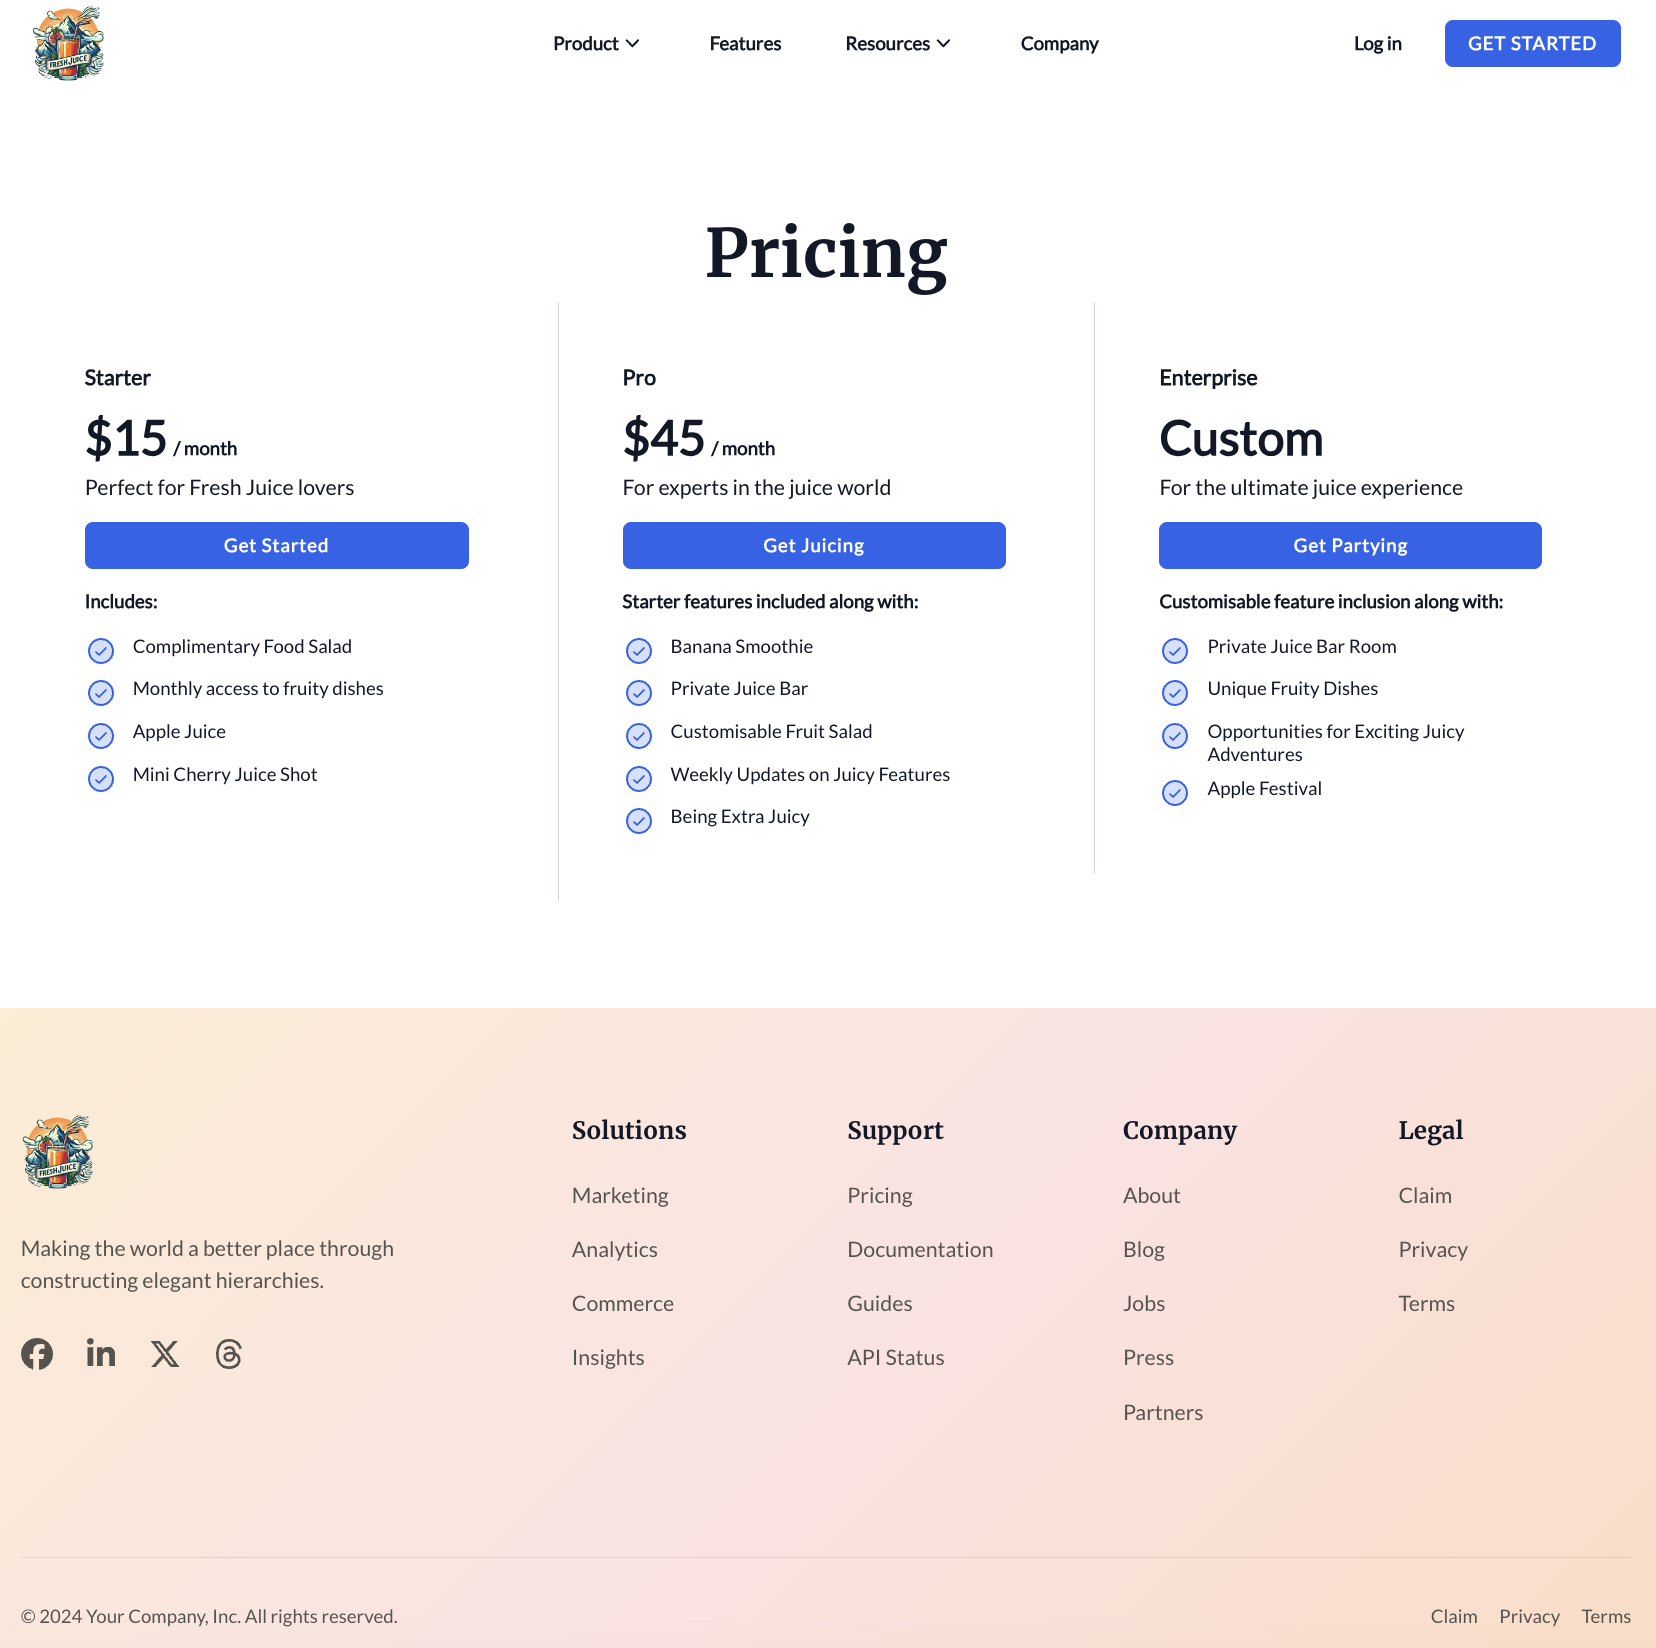 FRESH JUICE
Product Features Resources Company Log in GET STARTED
Pricing
Starter
$15 / month
Perfect for Fresh Juice lovers
Get Started
Includes:
Complimentary Food Salad
Monthly access to fruity dishes
Apple Juice
Mini Cherry Juice Shot
Pro
$45 / month
For experts in the juice world
Get Juicing
Starter features included along with:
Banana Smoothie
Private Juice Bar
Customisable Fruit Salad
Weekly Updates on Juicy Features
Being Extra Juicy
Enterprise
Custom
For the ultimate juice experience
Get Partying
Customisable feature inclusion along with:
Private Juice Bar Room
Unique Fruity Dishes
Opportunities for Exciting Juicy
Adventures
Apple Festival
FRESH JUICE
Making the world a better place through
constructing elegant hierarchies.
Solutions
Marketing
Analytics
Commerce
Insights
Support
Pricing
Documentation
Guides
API Status
Company
About
Blog
Jobs
Press
Partners
Legal
Claim
Privacy
Terms
© 2024 Your Company, Inc. All rights reserved.
Claim Privacy Terms